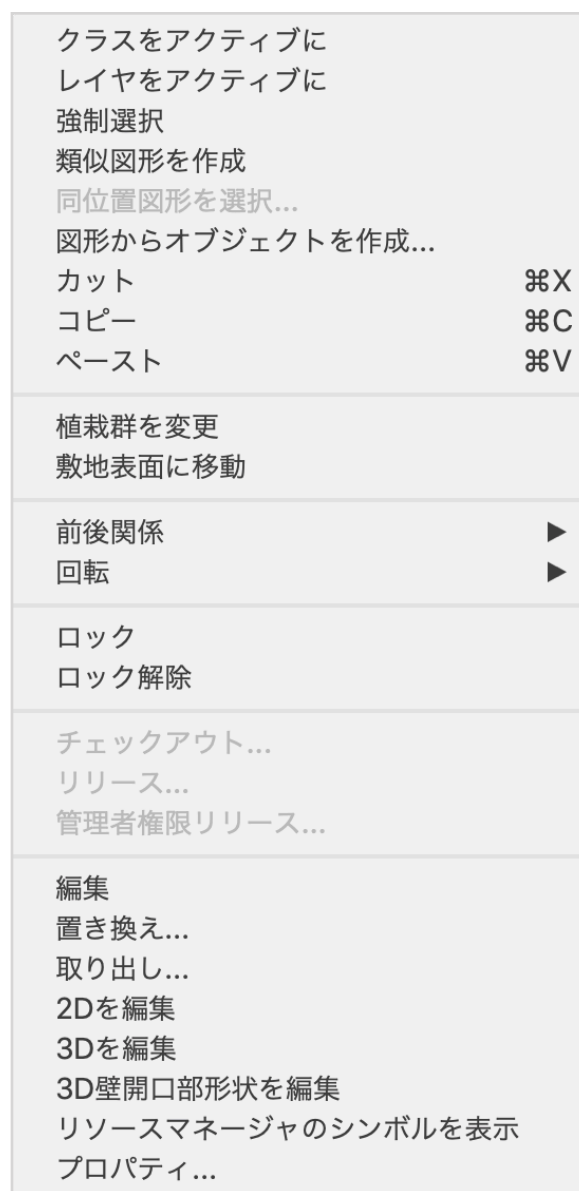 クラスをアクティブに
レイヤをアクティブに
強制選択
類似図形を作成
同位置図形を選択...
図形からオブジェクトを作成...
カット ⌘X
コピー ⌘C
ペースト ⌘V
植栽群を変更
敷地表面に移動
前後関係 ▶
回転 ▶
ロック
ロック解除
チェックアウト...
リリース...
管理者権限リリース...
編集
置き換え...
取り出し...
2Dを編集
3Dを編集
3D壁開口部形状を編集
リソースマネージャのシンボルを表示
プロパティ...